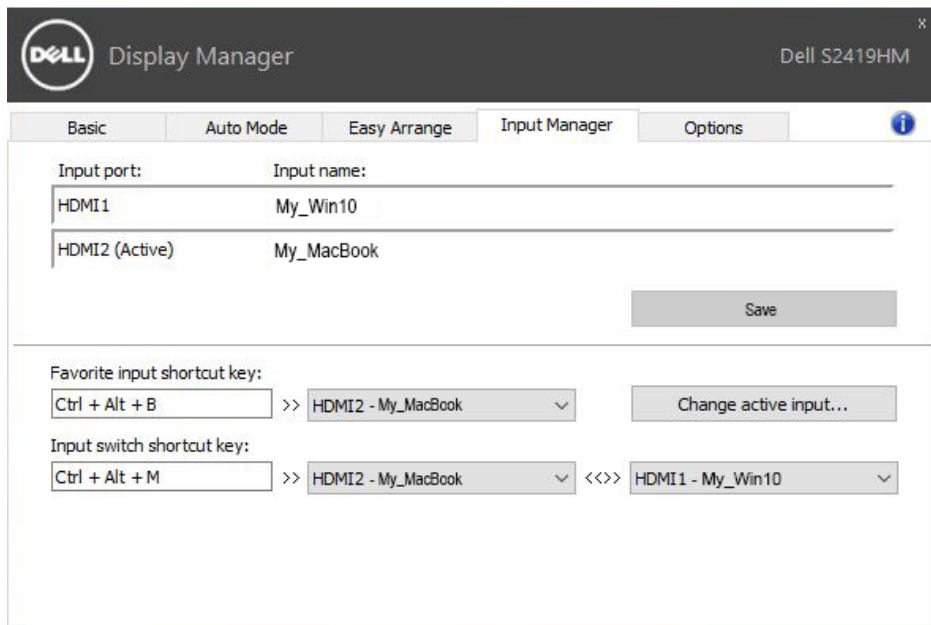 x
DELL Display Manager Dell S2419HM
Basic Auto Mode Easy Arrange Input Manager Options i
Input port: Input name:
HDMI1 My_Win10
HDMI2 (Active) My_MacBook
Save
Favorite input shortcut key:
Ctrl + Alt + B >> HDMI2 - My_MacBook Change active input...
Input switch shortcut key:
Ctrl + Alt + M >> HDMI2 - My_MacBook <<>> HDMI1 - My_Win10